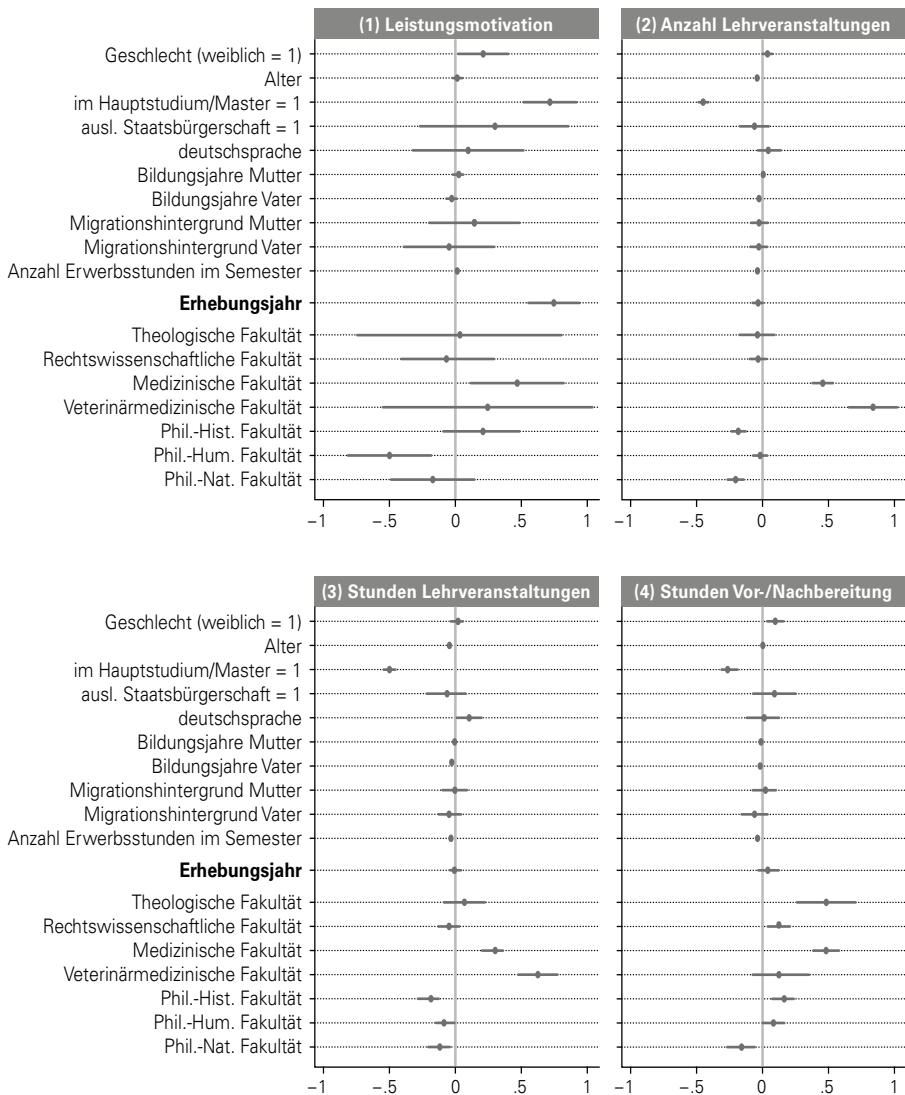 (1) Leistungsmotivation
(2) Anzahl Lehrveranstaltungen
Geschlecht (weiblich = 1)
Alter
im Hauptstudium/Master = 1
ausl. Staatsbürgerschaft = 1
deutschsprache
Bildungsjahre Mutter
Bildungsjahre Vater
Migrationshintergrund Mutter
Migrationshintergrund Vater
Anzahl Erwerbsstunden im Semester
Erhebungsjahr
Theologische Fakultät
Rechtswissenschaftliche Fakultät
Medizinische Fakultät
Veterinärmedizinische Fakultät
Phil.-Hist. Fakultät
Phil.-Hum. Fakultät
Phil.-Nat. Fakultät
−1 −.5 0 .5 1
−1 −.5 0 .5 1
(3) Stunden Lehrveranstaltungen
(4) Stunden Vor-/Nachbereitung
Geschlecht (weiblich = 1)
Alter
im Hauptstudium/Master = 1
ausl. Staatsbürgerschaft = 1
deutschsprache
Bildungsjahre Mutter
Bildungsjahre Vater
Migrationshintergrund Mutter
Migrationshintergrund Vater
Anzahl Erwerbsstunden im Semester
Erhebungsjahr
Theologische Fakultät
Rechtswissenschaftliche Fakultät
Medizinische Fakultät
Veterinärmedizinische Fakultät
Phil.-Hist. Fakultät
Phil.-Hum. Fakultät
Phil.-Nat. Fakultät
−1 −.5 0 .5 1
−1 −.5 0 .5 1